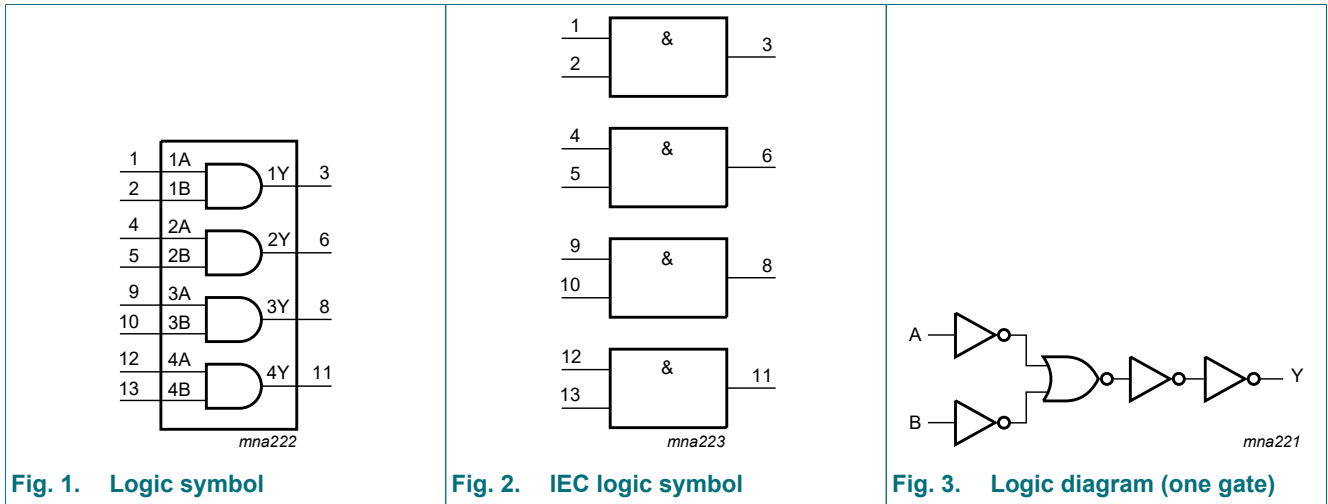 1 1A 1Y 3
2 1B
4 2A 2Y 6
5 2B
9 3A 3Y 8
10 3B
12 4A 4Y 11
13 4B
mna222
Fig. 1. Logic symbol
1 & 3
2
4 & 6
5
9 & 8
10
12 & 11
13
mna223
Fig. 2. IEC logic symbol
A
Y
B
mna221
Fig. 3. Logic diagram (one gate)